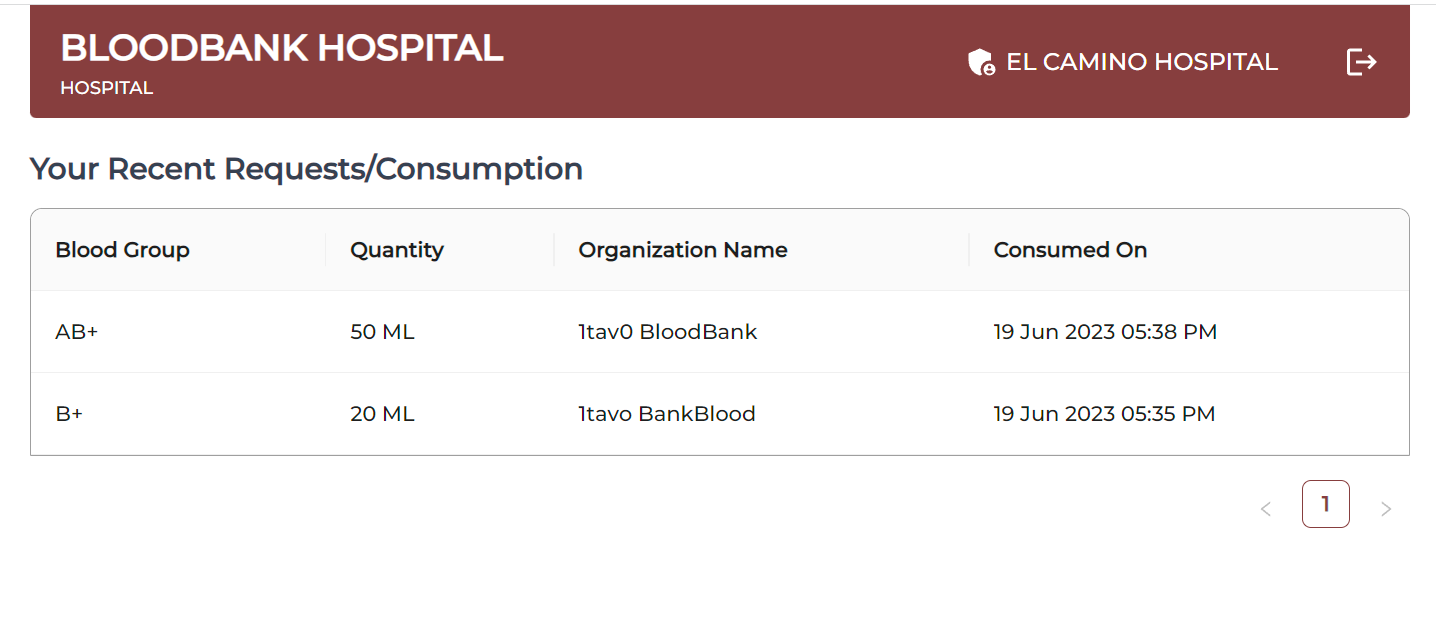 BLOODBANK HOSPITAL
HOSPITAL
EL CAMINO HOSPITAL
Your Recent Requests/Consumption
Blood Group Quantity Organization Name Consumed On
AB+ 50 ML 1tav0 BloodBank 19 Jun 2023 05:38 PM
B+ 20 ML 1tavo BankBlood 19 Jun 2023 05:35 PM
< 1 >